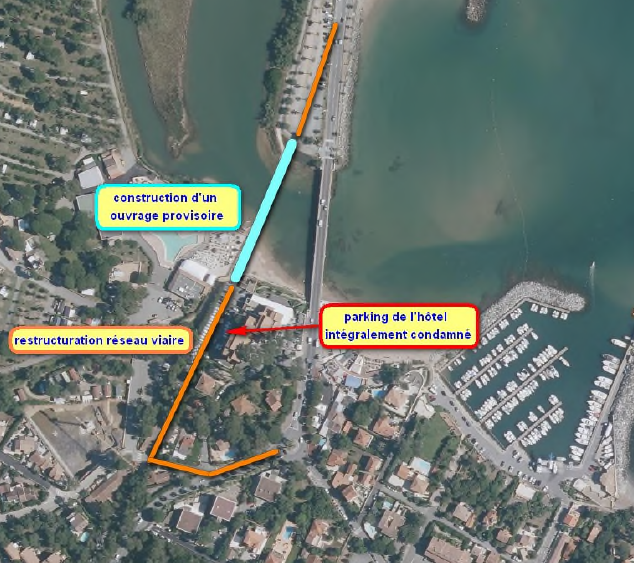 construction d'un
ouvrage provisoire
parking de l'hôtel
intégralement condamné
restructuration réseau viaire